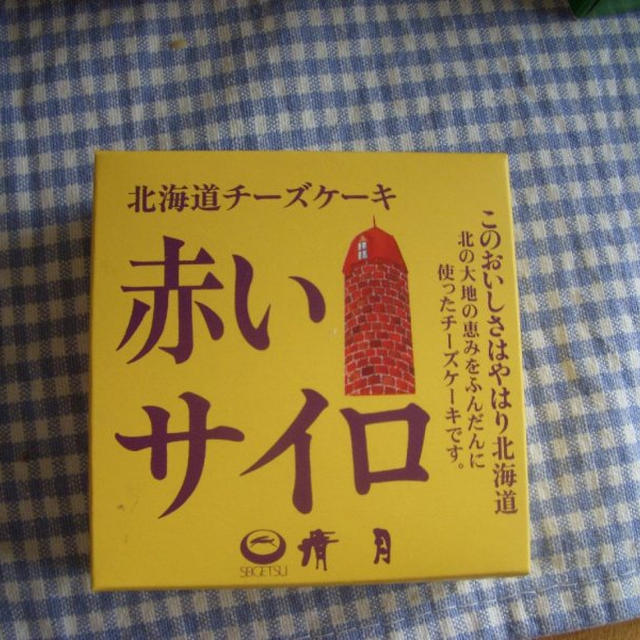 北海道チーズケーキ
赤い
サイロ
このおいしさはやはり北海道
北の大地の恵みをふんだんに
使ったチーズケーキです。
SEIGETSU
清月